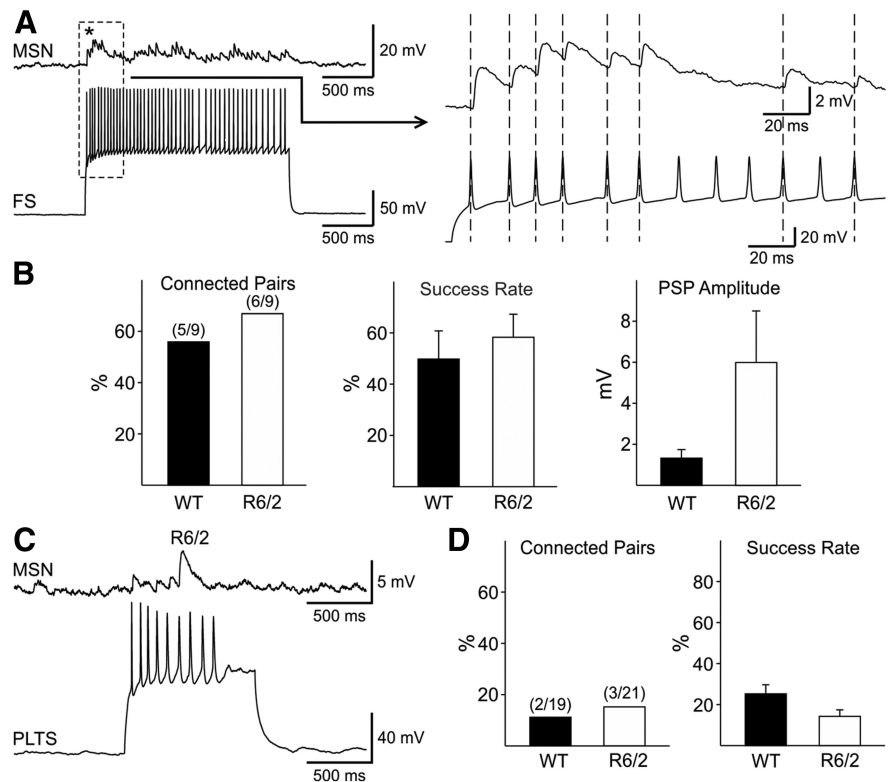 A
MSN
*
20 mV
500 ms
FS
50 mV
500 ms
2 mV
20 ms
20 mV
20 ms
B
Connected Pairs
(5/9)
(6/9)
60
40
20
%
WT
R6/2
Success Rate
60
40
20
%
WT
R6/2
PSP Amplitude
8
6
4
2
mV
WT
R6/2
C
R6/2
MSN
5 mV
500 ms
PLTS
40 mV
500 ms
D
Connected Pairs
60
40
20
%
(2/19)
(3/21)
WT
R6/2
Success Rate
80
60
40
20
%
WT
R6/2